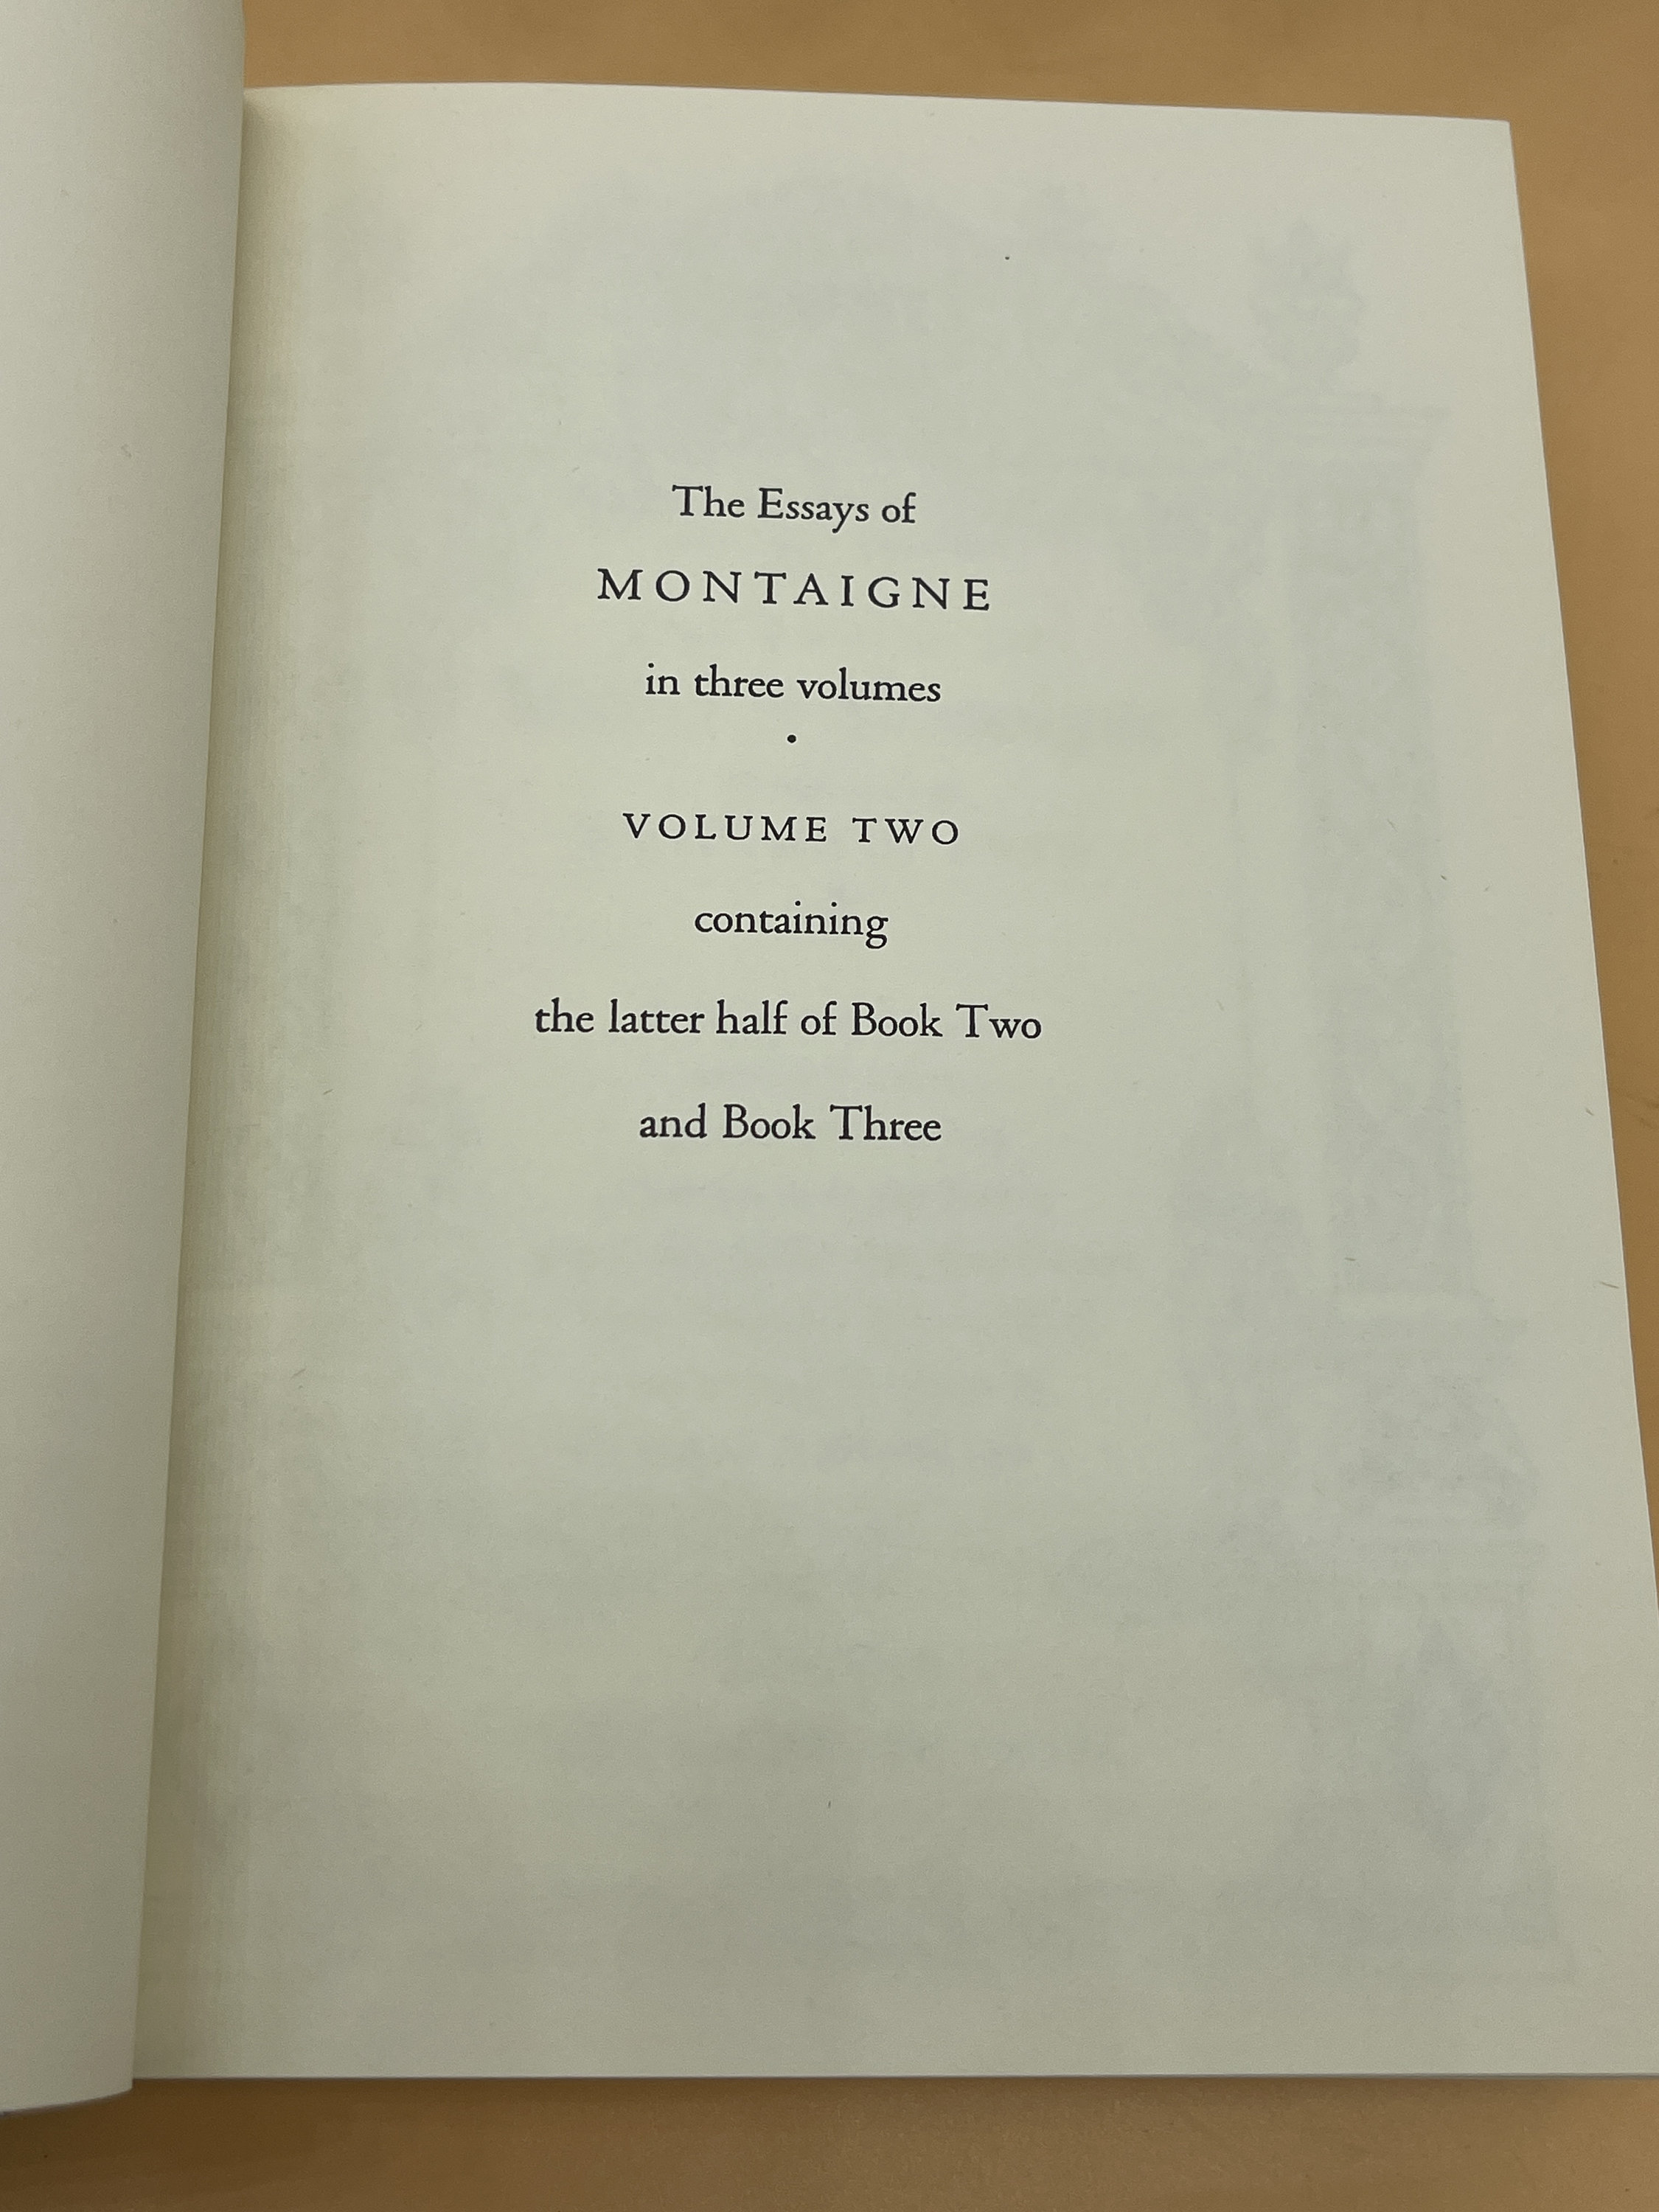 The Essays of
MONTAIGNE
in three volumes
•
VOLUME TWO
containing
the latter half of Book Two
and Book Three